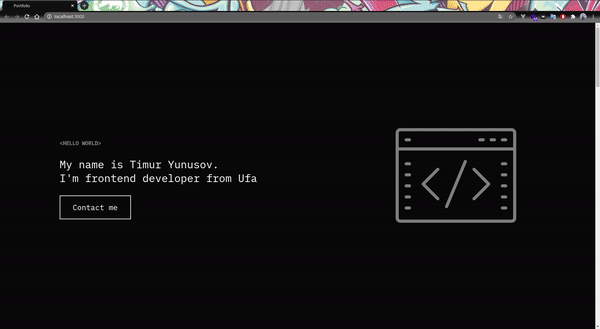 Portfolio
localhost:3000
<HELLO WORLD>
My name is Timur Yunusov.
I'm frontend developer from Ufa
Contact me